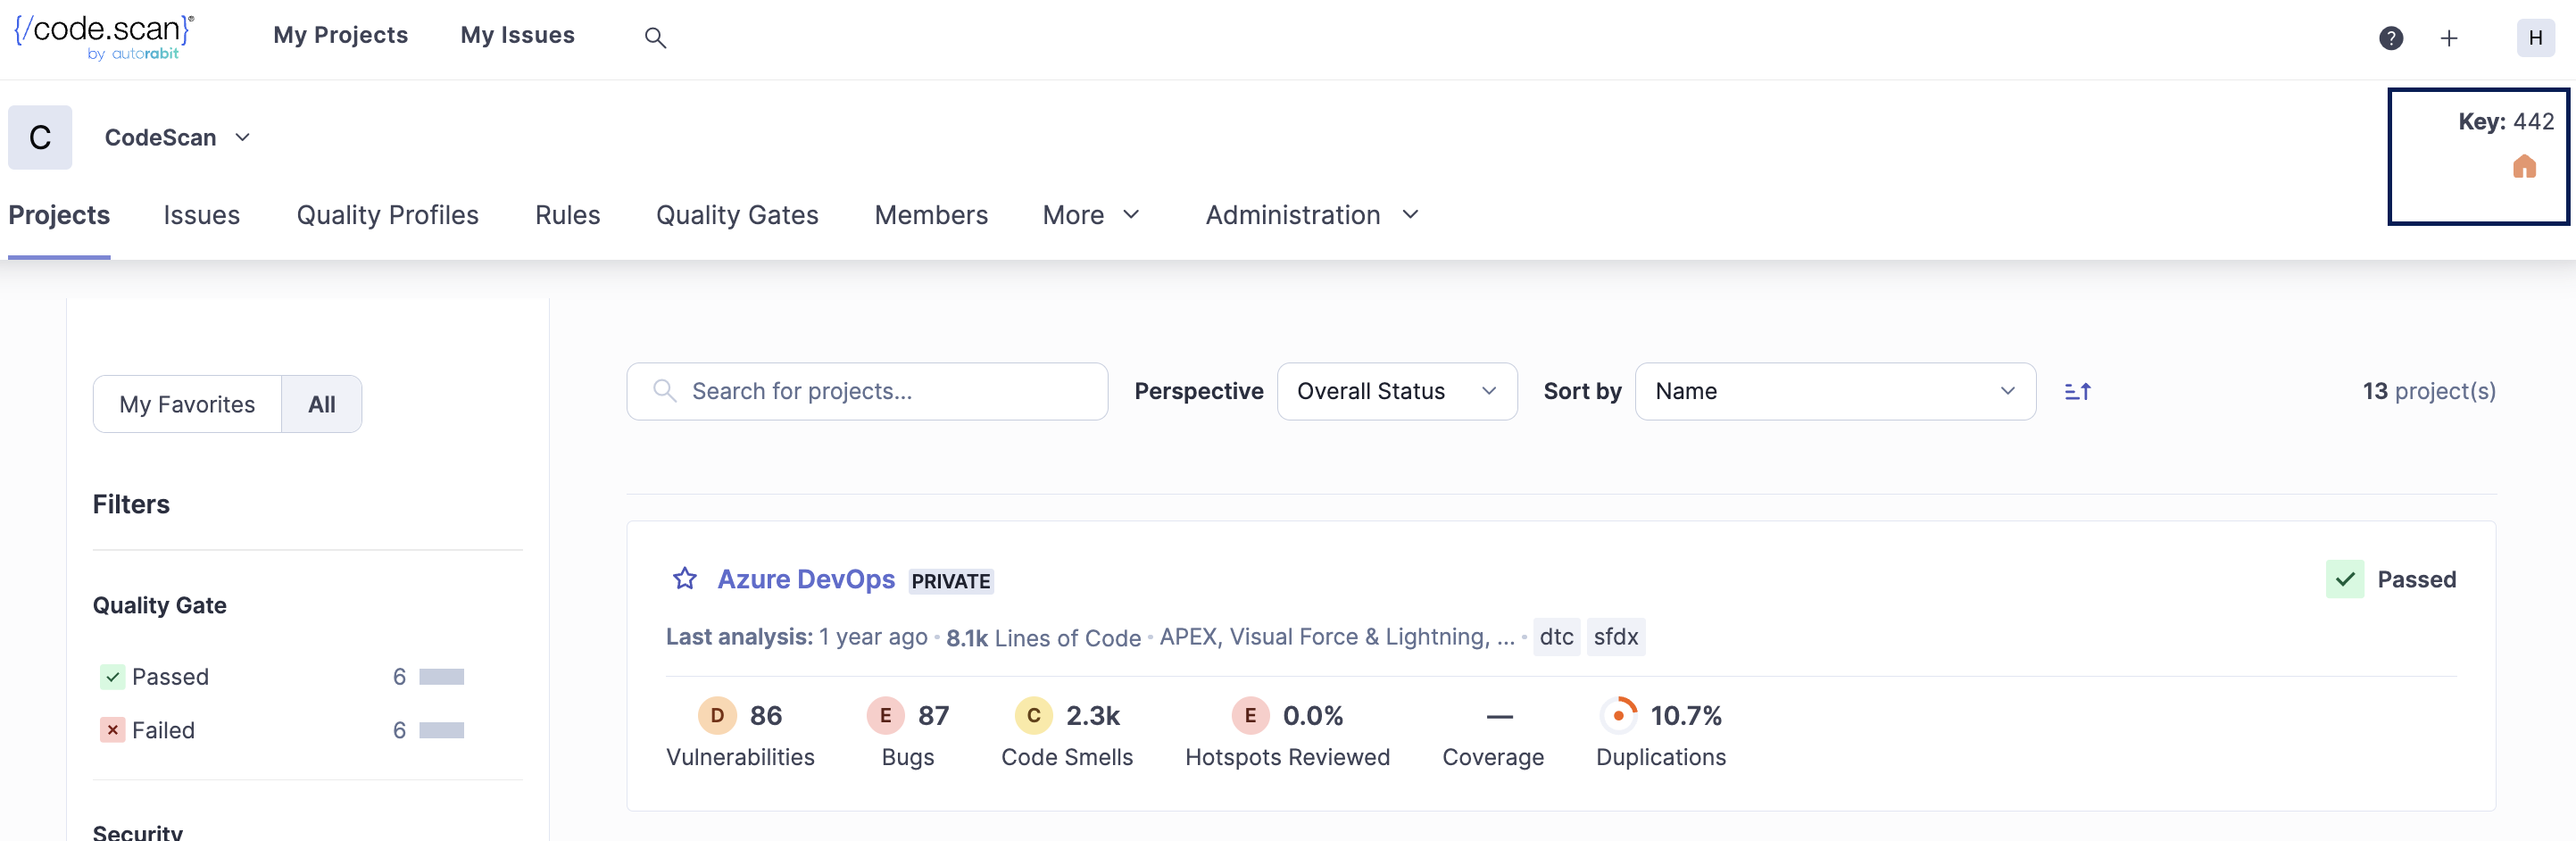 {/code.scan}®
by autorabit
My Projects My Issues
? + H
C CodeScan
Key: 442
Projects Issues Quality Profiles Rules Quality Gates Members More Administration
My Favorites All
Search for projects... Perspective Overall Status Sort by Name 13 project(s)
Filters
Quality Gate
Passed 6
Failed 6
Security
Azure DevOps PRIVATE Passed
Last analysis: 1 year ago • 8.1k Lines of Code • APEX, Visual Force & Lightning, ... • dtc sfdx
D 86 E 87 C 2.3k E 0.0% — 10.7%
Vulnerabilities Bugs Code Smells Hotspots Reviewed Coverage Duplications